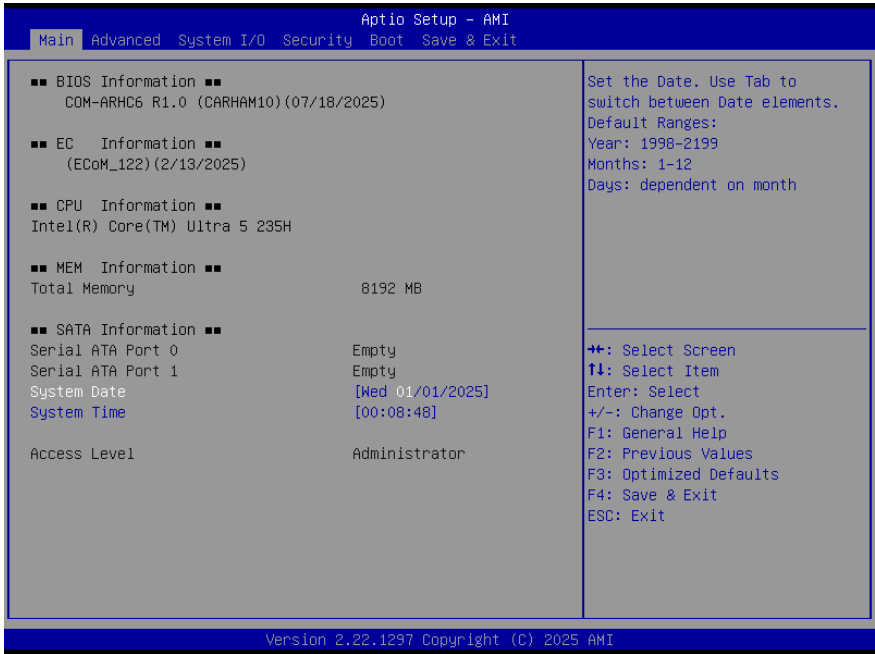 Aptio Setup – AMI
Main Advanced System I/O Security Boot Save & Exit
■■ BIOS Information ■■
COM-ARHC6 R1.0 (CARHAM10)(07/18/2025)
■■ EC Information ■■
(ECoM_122)(2/13/2025)
■■ CPU Information ■■
Intel(R) Core(TM) Ultra 5 235H
■■ MEM Information ■■
Total Memory 8192 MB
■■ SATA Information ■■
Serial ATA Port 0 Empty
Serial ATA Port 1 Empty
System Date [Wed 01/01/2025]
System Time [00:08:48]
Access Level Administrator
Set the Date. Use Tab to
switch between Date elements.
Default Ranges:
Year: 1998-2199
Months: 1-12
Days: dependent on month
→←: Select Screen
↑↓: Select Item
Enter: Select
+/-: Change Opt.
F1: General Help
F2: Previous Values
F3: Optimized Defaults
F4: Save & Exit
ESC: Exit
Version 2.22.1297 Copyright (C) 2025 AMI